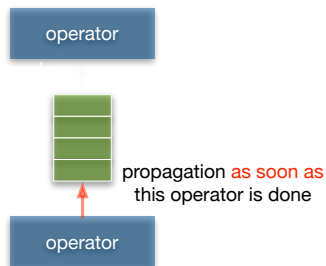 operator
propagation as soon as
this operator is done
operator